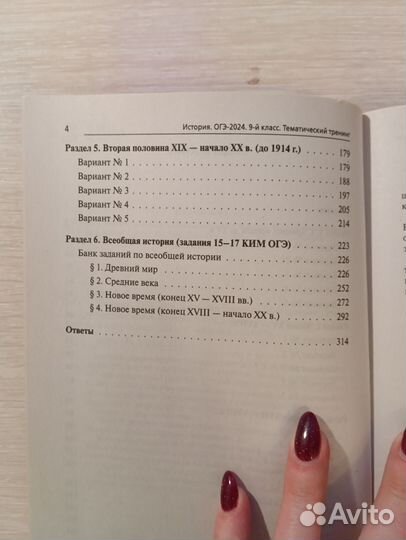 4
История. ОГЭ-2024. 9-й класс. Тематический тренинг
Раздел 5. Вторая половина XIX — начало XX в. (до 1914 г.) 179
Вариант № 1 179
Вариант № 2 188
Вариант № 3 197
Вариант № 4 205
Вариант № 5 214
Раздел 6. Всеобщая история (задания 15—17 КИМ ОГЭ) 223
Банк заданий по всеобщей истории 226
§ 1. Древний мир 226
§ 2. Средние века 252
§ 3. Новое время (конец XV — XVIII вв.) 272
§ 4. Новое время (конец XVIII — начало XX в.) 292
Ответы 314
Avito